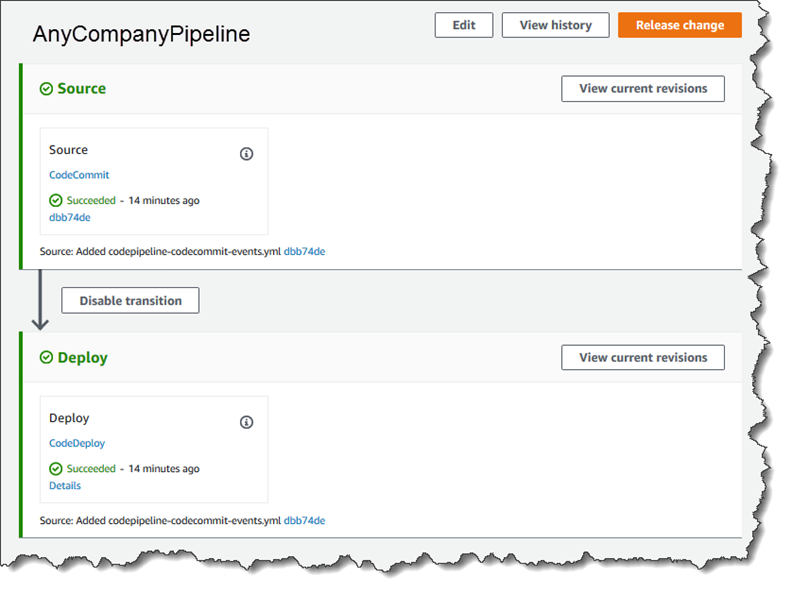 AnyCompanyPipeline
Edit
View history
Release change
Source
View current revisions
Source
CodeCommit
Succeeded - 14 minutes ago
dbb74de
Source: Added codepipeline-codecommit-events.yml dbb74de
Disable transition
Deploy
View current revisions
Deploy
CodeDeploy
Succeeded - 14 minutes ago
Details
Source: Added codepipeline-codecommit-events.yml dbb74de